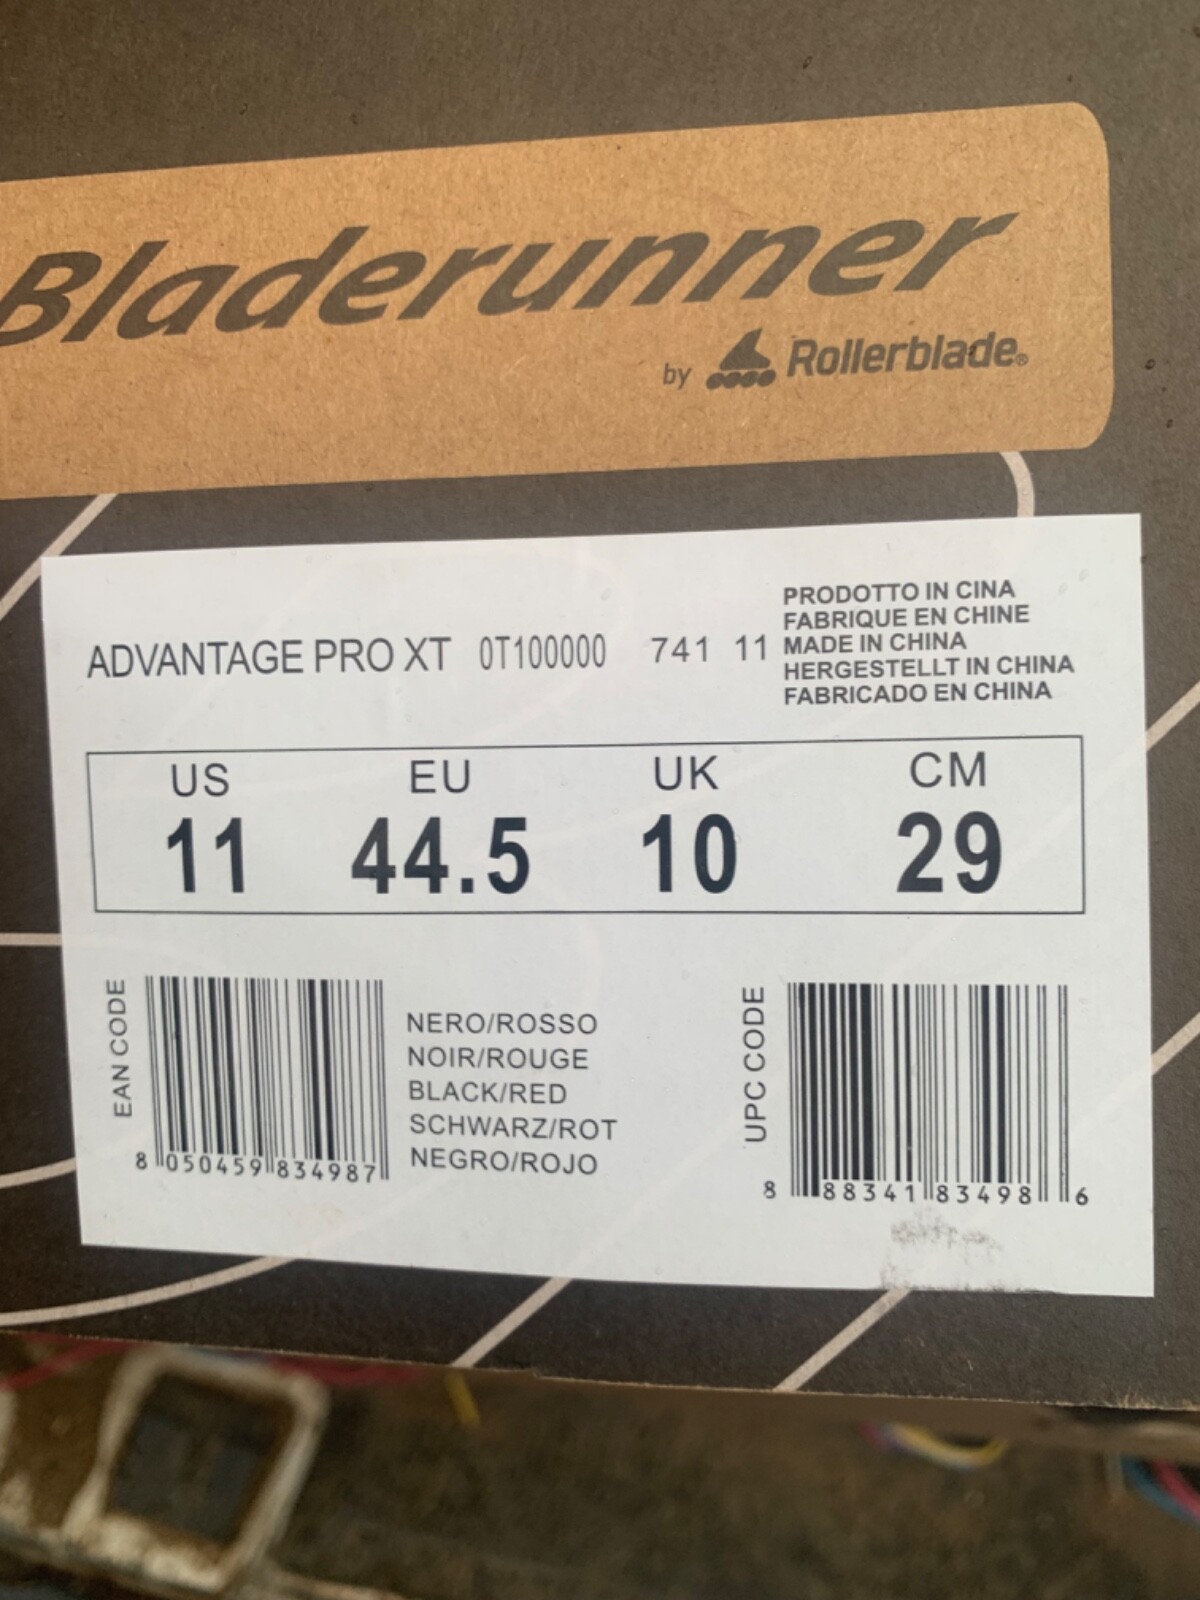 Bladerunner
by Rollerblade®
ADVANTAGE PRO XT 0T100000 741 11
PRODOTTO IN CINA
FABRIQUE EN CHINE
MADE IN CHINA
HERGESTELLT IN CHINA
FABRICADO EN CHINA
US EU UK CM
11 44.5 10 29
EAN CODE
8 050459 834987
NERO/ROSSO
NOIR/ROUGE
BLACK/RED
SCHWARZ/ROT
NEGRO/ROJO
UPC CODE
8 88341 83498 6